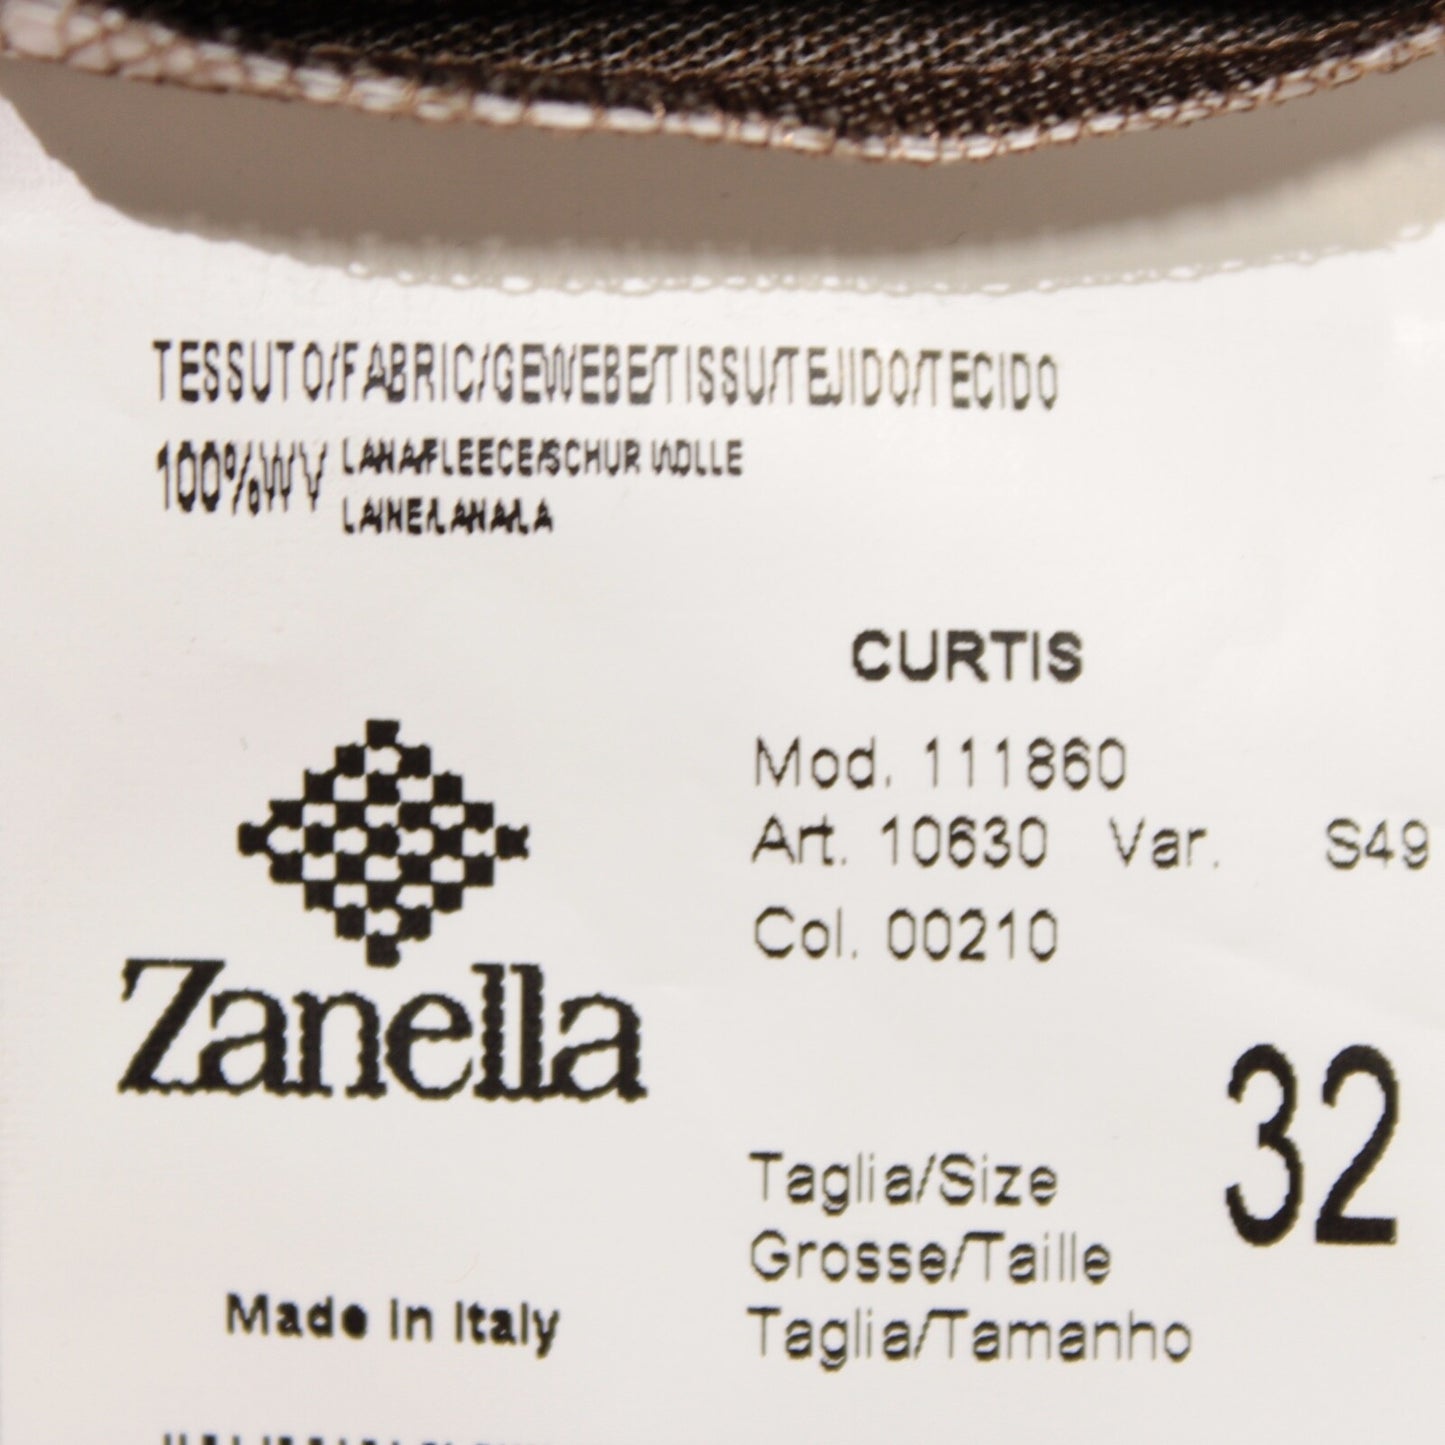 TESSUTO/FABRIC/GEWEBE/TISSU/TEJIDO/TECIDO
100%WV LANA/FLEECE/SCHUR WOLLE
LAINE/LANA/LA
CURTIS
Mod. 111860
Art. 10630 Var. S49
Col. 00210
Zanella
32
Taglia/Size
Grosse/Taille
Taglia/Tamanho
Made in Italy